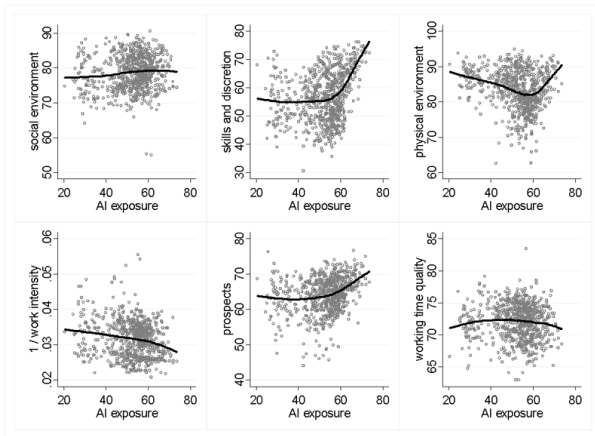 social environment
50 60 70 80 90
20 40 60 80
AI exposure
skills and discretion
30 40 50 60 70 80
20 40 60 80
AI exposure
physical environment
60 70 80 90 100
20 40 60 80
AI exposure
1 / work intensity
.02 .03 .04 .05 .06
20 40 60 80
AI exposure
prospects
40 50 60 70 80
20 40 60 80
AI exposure
working time quality
65 70 75 80 85
20 40 60 80
AI exposure